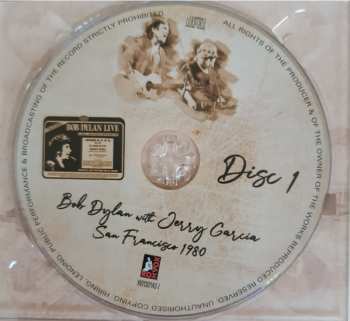 ALL RIGHTS OF THE PRODUCER & OF THE OWNER OF THE WORKS REPRODUCED RESERVED. UNAUTHORISED COPYING, HIRING, LENDING, PUBLIC PERFORMANCE & BROADCASTING OF THE RECORD STRICTLY PROHIBITED
BOB DYLAN LIVE
Disc 1
Bob Dylan with Jerry Garcia
San Francisco 1980